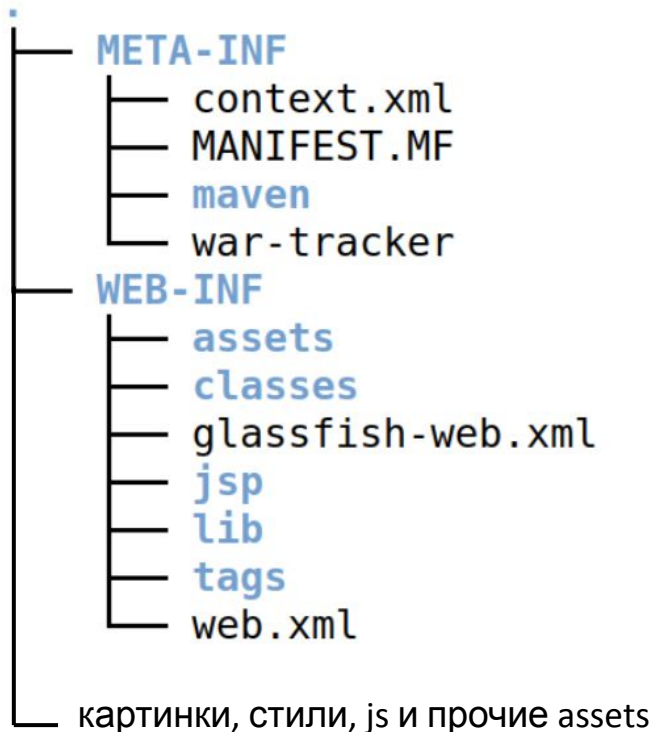 .
META-INF
context.xml
MANIFEST.MF
maven
war-tracker
WEB-INF
assets
classes
glassfish-web.xml
jsp
lib
tags
web.xml
картинки, стили, js и прочие assets